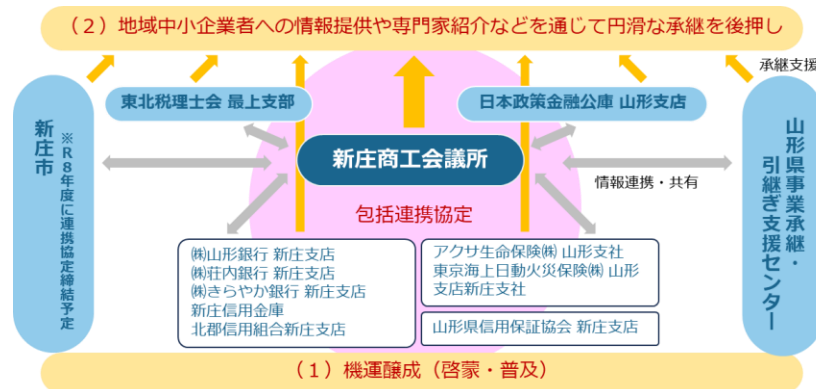 （２）地域中小企業者への情報提供や専門家紹介などを通じて円滑な承継を後押し
承継支援
東北税理士会 最上支部
日本政策金融公庫 山形支店
新庄市
※Ｒ８年度に連携協定締結予定
新庄商工会議所
山形県事業承継・
引継ぎ支援センター
情報連携・共有
包括連携協定
㈱山形銀行 新庄支店
㈱荘内銀行 新庄支店
㈱きらやか銀行 新庄支店
新庄信用金庫
北郡信用組合新庄支店
アクサ生命保険㈱ 山形支社
東京海上日動火災保険㈱ 山形
支店新庄支社
山形県信用保証協会 新庄支店
（１）機運醸成（啓蒙・普及）